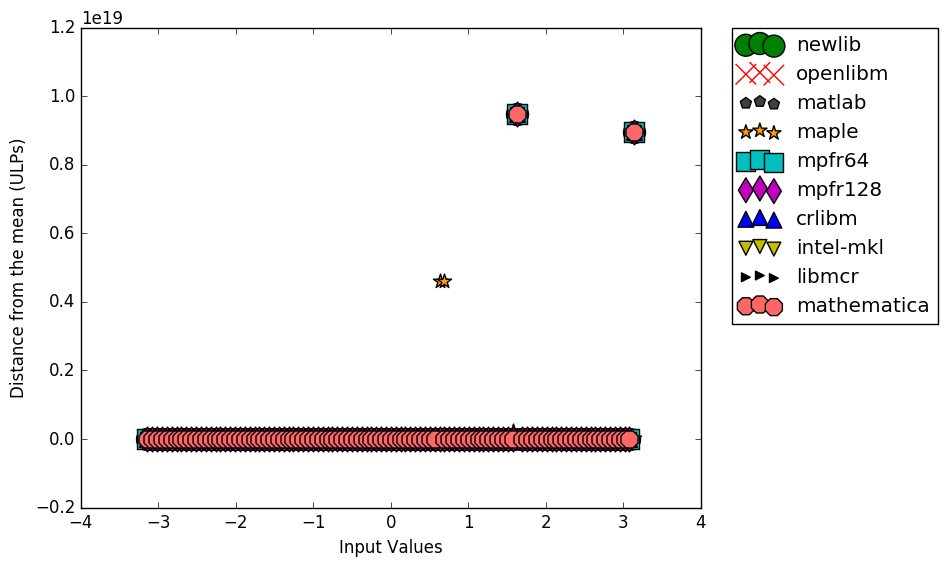 1e19
1.2
1.0
0.8
0.6
0.4
0.2
0.0
−0.2
Distance from the mean (ULPs)
−4 −3 −2 −1 0 1 2 3 4
Input Values
newlib
openlibm
matlab
maple
mpfr64
mpfr128
crlibm
intel-mkl
libmcr
mathematica